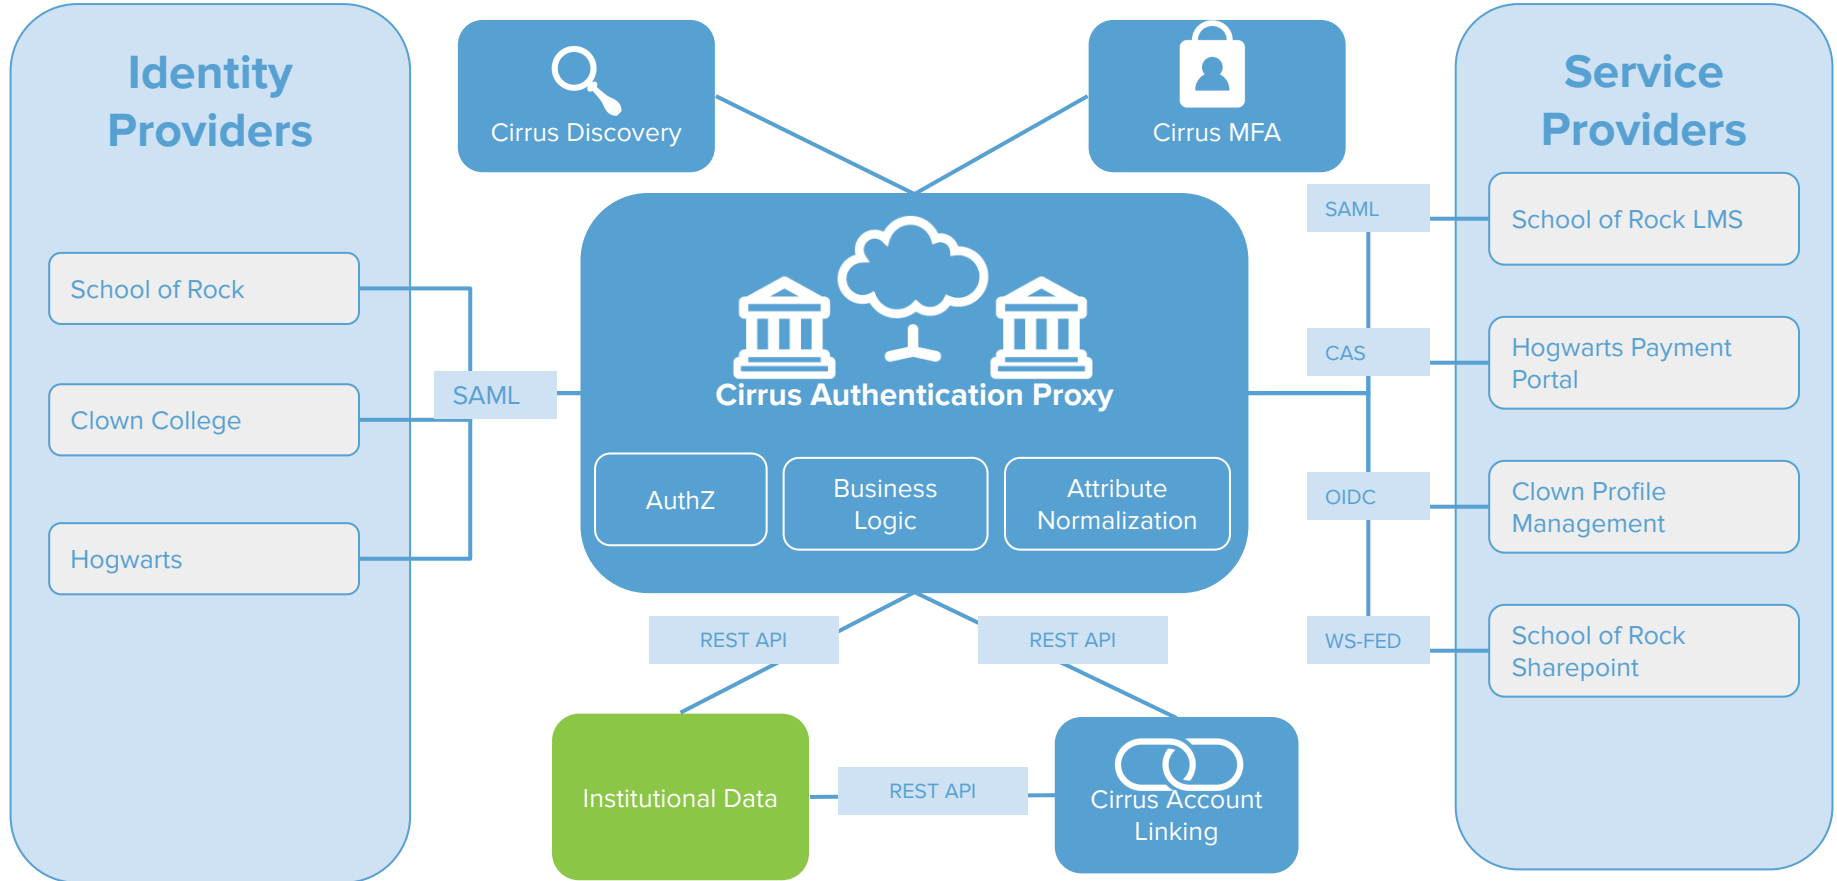 Identity
Providers
School of Rock
Clown College
Hogwarts
SAML
Cirrus Discovery
Cirrus MFA
Cirrus Authentication Proxy
AuthZ
Business
Logic
Attribute
Normalization
REST API
REST API
Institutional Data
REST API
Cirrus Account
Linking
SAML
CAS
OIDC
WS-FED
Service
Providers
School of Rock LMS
Hogwarts Payment
Portal
Clown Profile
Management
School of Rock
Sharepoint